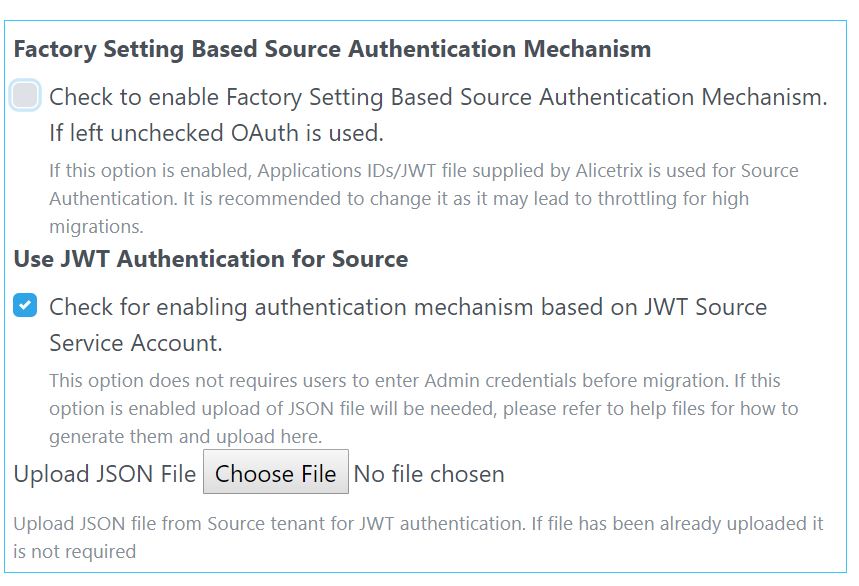 Factory Setting Based Source Authentication Mechanism
Check to enable Factory Setting Based Source Authentication Mechanism.
If left unchecked OAuth is used.
If this option is enabled, Applications IDs/JWT file supplied by Alicetrix is used for Source
Authentication. It is recommended to change it as it may lead to throttling for high
migrations.
Use JWT Authentication for Source
Check for enabling authentication mechanism based on JWT Source
Service Account.
This option does not requires users to enter Admin credentials before migration. If this
option is enabled upload of JSON file will be needed, please refer to help files for how to
generate them and upload here.
Upload JSON File Choose File No file chosen
Upload JSON file from Source tenant for JWT authentication. If file has been already uploaded it
is not required